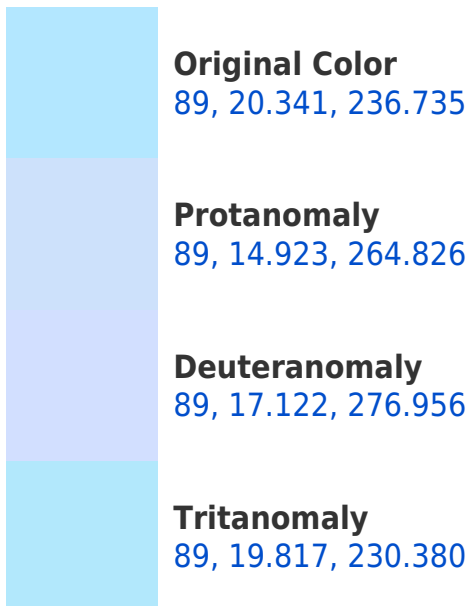 Original Color
89, 20.341, 236.735
Protanomaly
89, 14.923, 264.826
Deuteranomaly
89, 17.122, 276.956
Tritanomaly
89, 19.817, 230.380